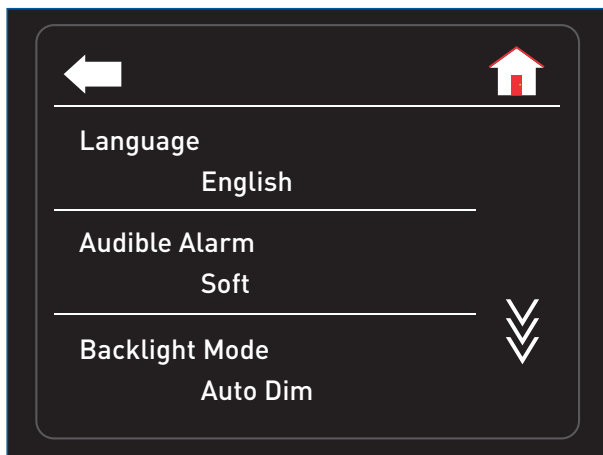 Language
English
Audible Alarm
Soft
Backlight Mode
Auto Dim